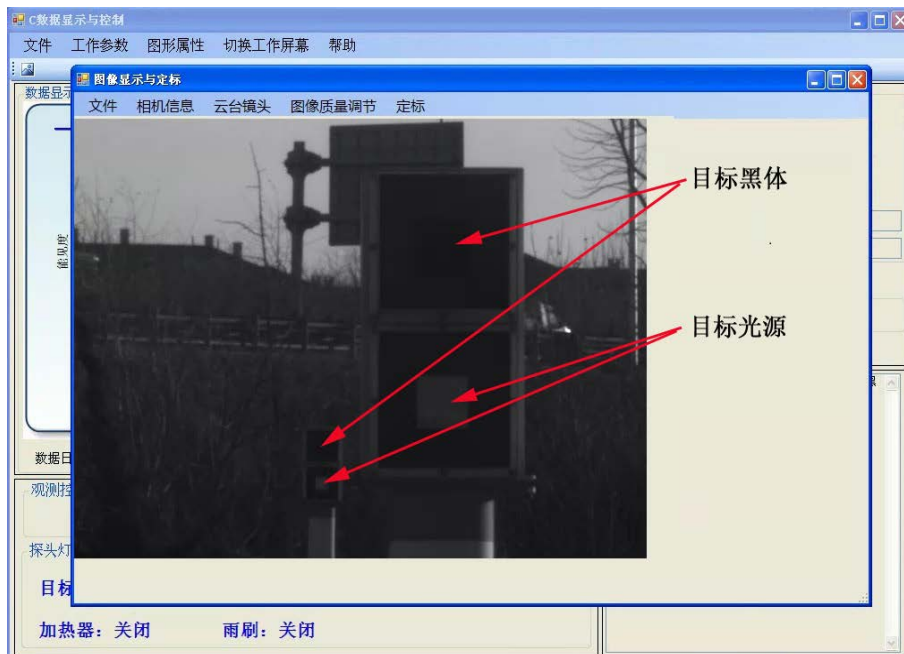 C数据显示与控制
文件 工作参数 图形属性 切换工作屏幕 帮助
图像显示与定标
数据显示
文件 相机信息 云台镜头 图像质量调节 定标
目标黑体
能见度
目标光源
数据日
观测控
探头灯
目标
加热器：关闭 雨刷：关闭